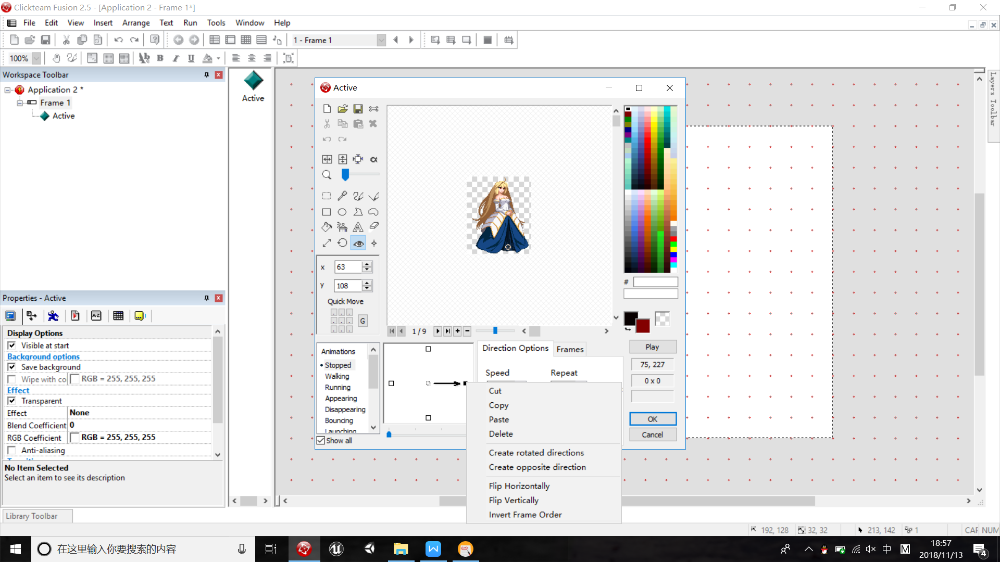 Clickteam Fusion 2.5 - [Application 2 - Frame 1*]
File Edit View Insert Arrange Text Run Tools Window Help
1 - Frame 1
100%
Workspace Toolbar
Application 2 *
Frame 1
Active
Active
Layers Toolbar
Active
x 63
y 108
Quick Move
G
1 / 9
#
Properties - Active
Display Options
Visible at start
Background options
Save background
Wipe with co RGB = 255, 255, 255
Effect
Transparent
Effect None
Blend Coefficient 0
RGB Coefficient RGB = 255, 255, 255
Anti-aliasing
No Item Selected
Select an item to see its description
Library Toolbar
Animations
Stopped
Walking
Running
Appearing
Disappearing
Bouncing
Launching
Show all
Direction Options Frames
Speed Repeat
Play
75, 227
0 x 0
OK
Cancel
Cut
Copy
Paste
Delete
Create rotated directions
Create opposite direction
Flip Horizontally
Flip Vertically
Invert Frame Order
192, 128 32, 32 213, 142 1 CAP NUM
在这里输入你要搜索的内容
中 M
18:57
2018/11/13
4